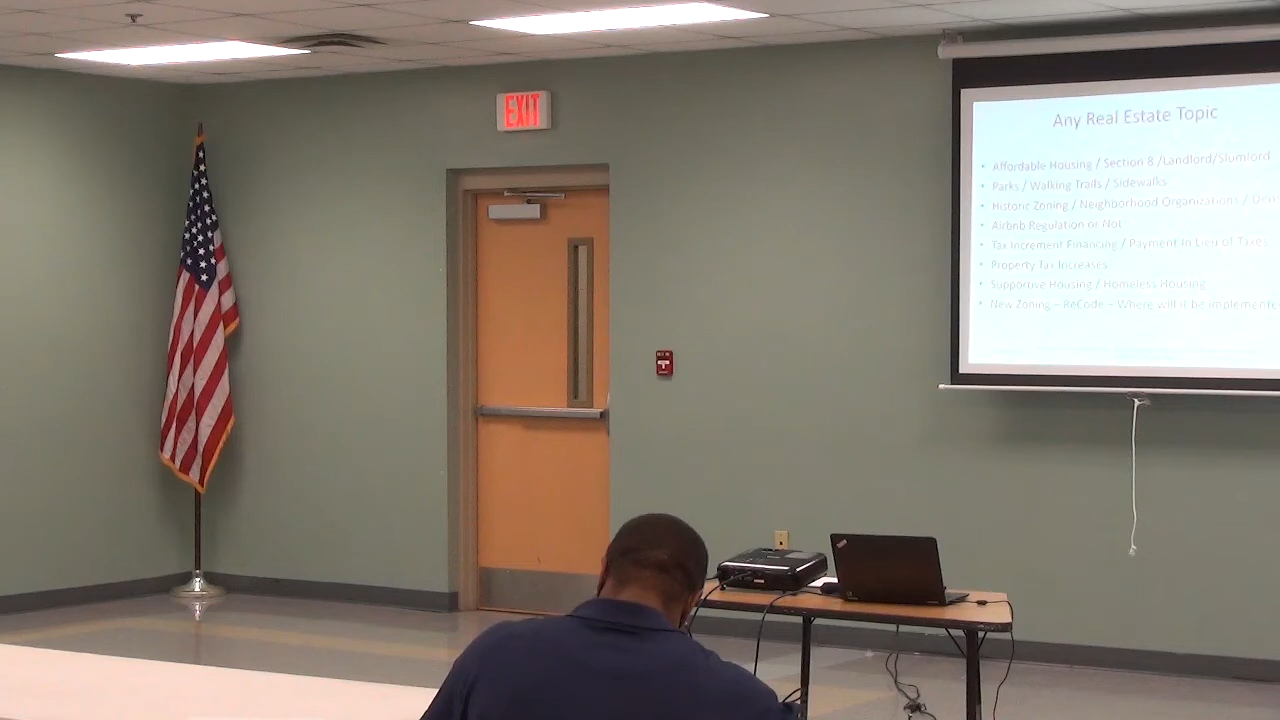 EXIT
Any Real Estate Topic
• Affordable Housing / Section 8 /Landlord/Slumlord
• Parks / Walking Trails / Sidewalks
• Historic Zoning / Neighborhood Organizations /
• Airbnb Regulation or Not
• Tax Increment Financing / Payment In Lieu of Taxes
• Property Tax Increases
• Supportive Housing / Homeless Housing
• New Zoning – ReCode – Where will it be implemente